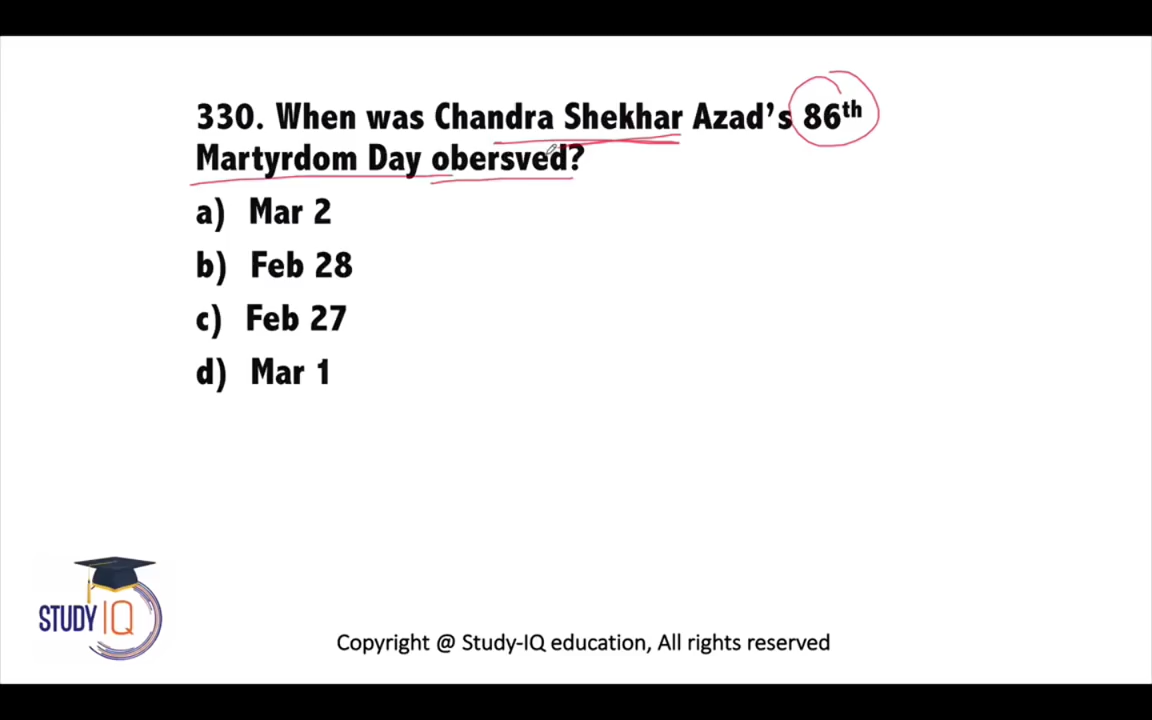 330. When was Chandra Shekhar Azad's 86th
Martyrdom Day obersved?
a) Mar 2
b) Feb 28
c) Feb 27
d) Mar 1
STUDY IQ
Copyright @ Study-IQ education, All rights reserved